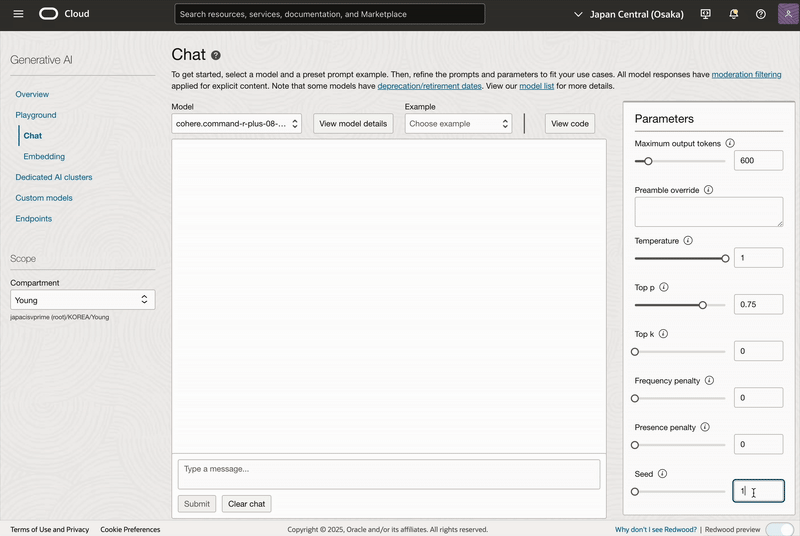 Cloud
Search resources, services, documentation, and Marketplace
Japan Central (Osaka)
Generative AI
Overview
Playground
Chat
Embedding
Dedicated AI clusters
Custom models
Endpoints
Scope
Compartment
Young
japacisvprime (root)/KOREA/Young
Chat
To get started, select a model and a preset prompt example. Then, refine the prompts and parameters to fit your use cases. All model responses have moderation filtering
applied for explicit content. Note that some models have deprecation/retirement dates. View our model list for more details.
Model
Example
cohere.command-r-plus-08-...
View model details
Choose example
View code
Type a message...
Submit
Clear chat
Parameters
Maximum output tokens
600
Preamble override
Temperature
1
Top p
0.75
Top k
0
Frequency penalty
0
Presence penalty
0
Seed
1
Terms of Use and Privacy
Cookie Preferences
Copyright © 2025, Oracle and/or its affiliates. All rights reserved.
Why don't I see Redwood?
Redwood preview